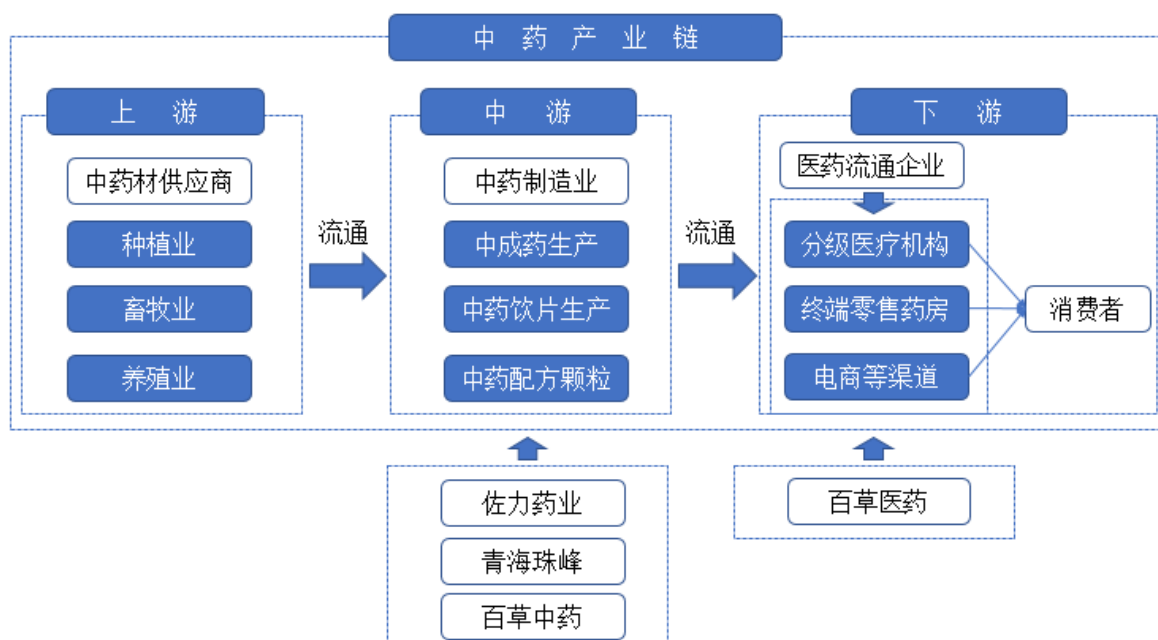 中药产业链
上游
中药材供应商
种植业
畜牧业
养殖业
流通
中游
中药制造业
中成药生产
中药饮片生产
中药配方颗粒
流通
下游
医药流通企业
分级医疗机构
终端零售药房
电商等渠道
消费者
佐力药业
青海珠峰
百草中药
百草医药